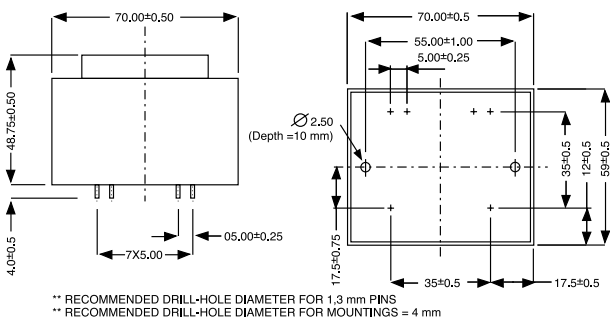 70.00±0.50
48.75±0.50
4.0±0.5
7X5.00
05.00±0.25
70.00±0.5
55.00±1.00
5.00±0.25
Ø 2.50
(Depth =10 mm)
35±0.5
12±0.5
59±0.5
17.5±0.75
35±0.5
17.5±0.5
** RECOMMENDED DRILL-HOLE DIAMETER FOR 1,3 mm PINS
** RECOMMENDED DRILL-HOLE DIAMETER FOR MOUNTINGS = 4 mm